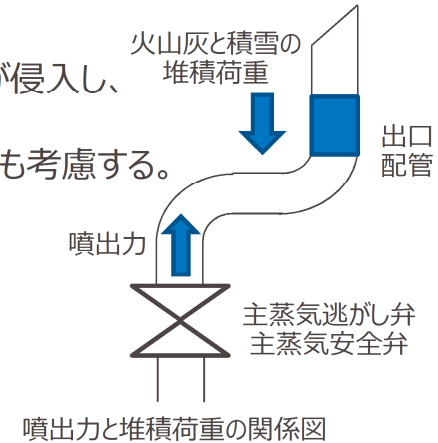 が侵入し、
も考慮する。
火山灰と積雪の
堆積荷重
出口
配管
噴出力
主蒸気逃がし弁
主蒸気安全弁
噴出力と堆積荷重の関係図